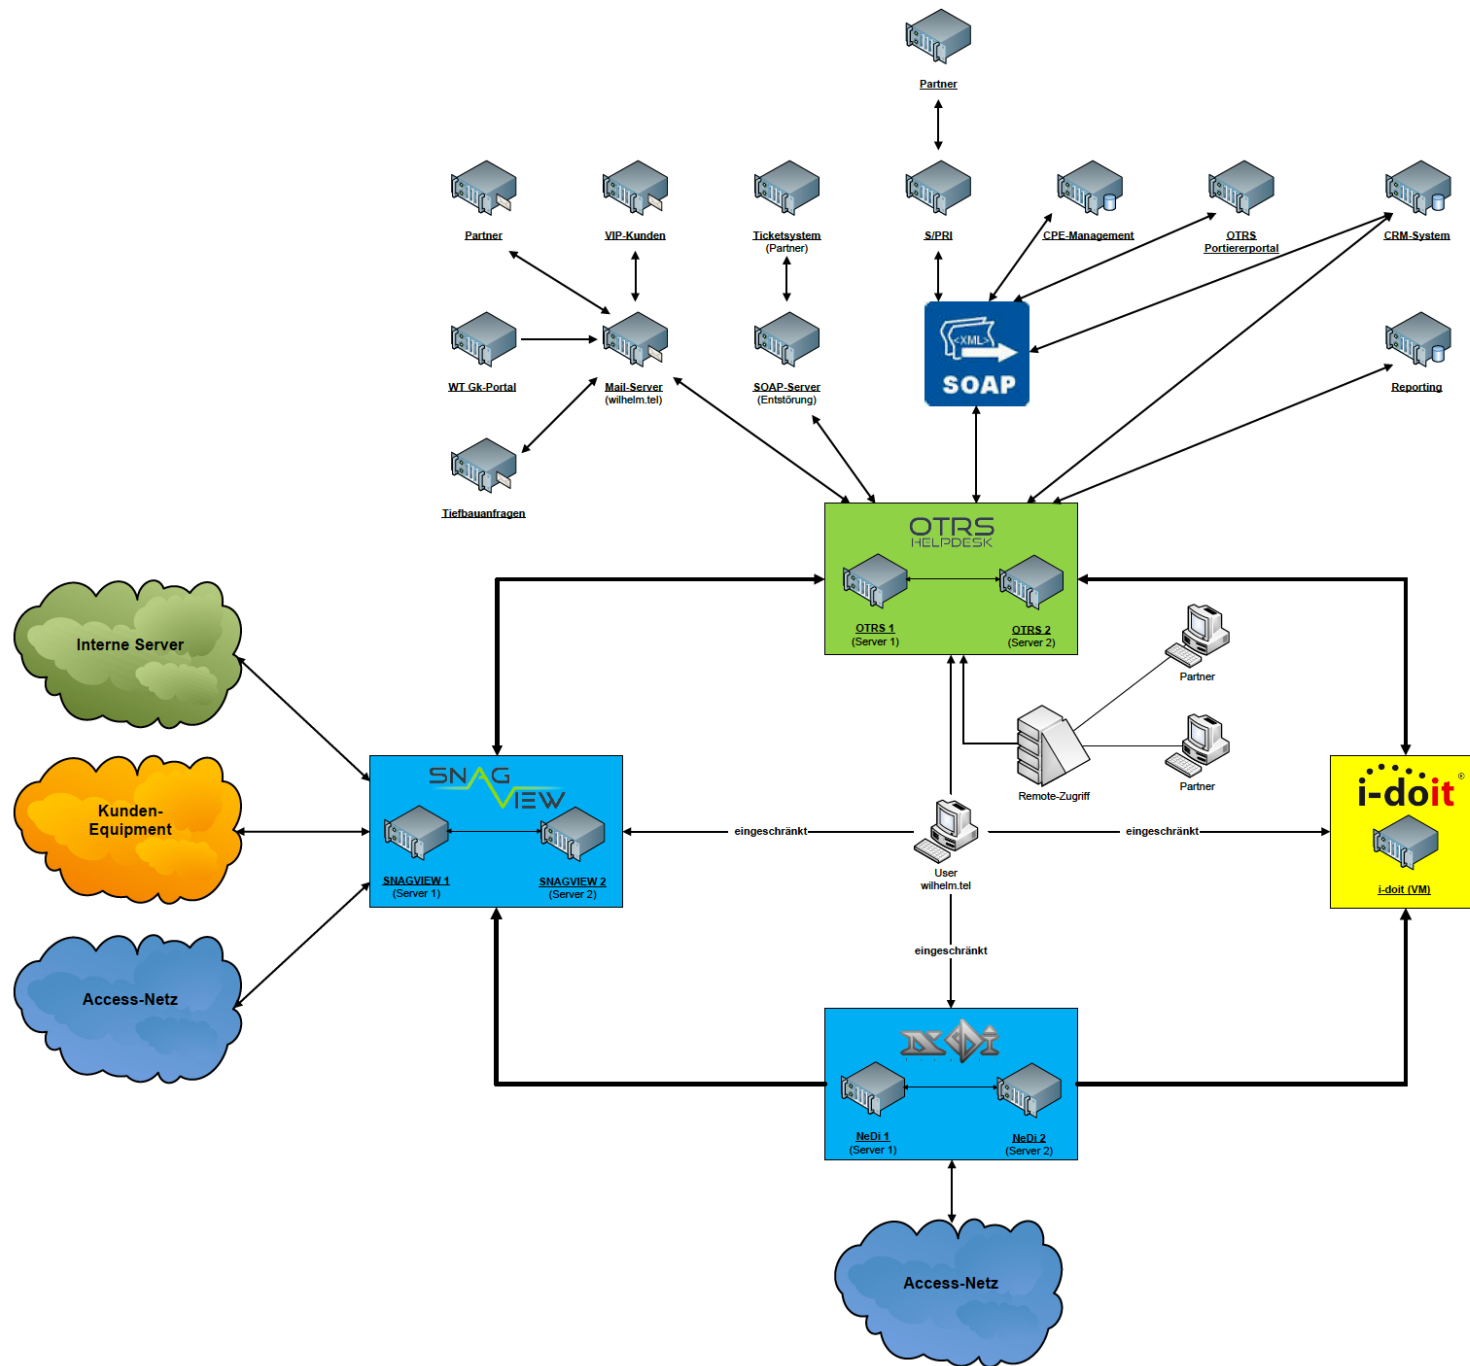 Partner
Partner
VIP-Kunden
Ticketsystem
(Partner)
S/PRI
CPE-Management
OTRS
Portiererportal
CRM-System
WT Gk-Portal
Mail-Server
(wilhelm.tel)
SOAP-Server
(Entstörung)
<XML>
SOAP
Reporting
Tiefbauanfragen
OTRS
HELPDESK
OTRS 1
(Server 1)
OTRS 2
(Server 2)
Interne Server
Partner
Remote-Zugriff
Partner
Kunden-
Equipment
SNAG
VIEW
SNAGVIEW 1
(Server 1)
SNAGVIEW 2
(Server 2)
eingeschränkt
User
wilhelm.tel
eingeschränkt
i-doit®
i-doit (VM)
eingeschränkt
Access-Netz
NeDi
NeDi 1
(Server 1)
NeDi 2
(Server 2)
Access-Netz